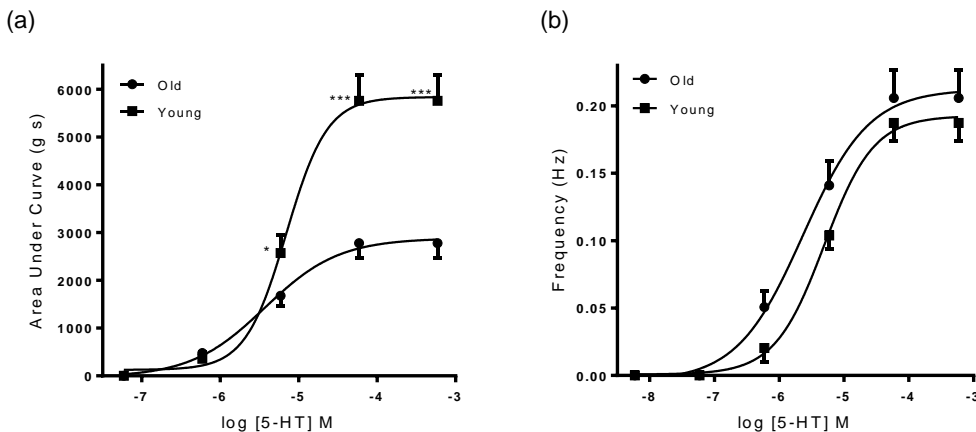 (a)
Old
Young
Area Under Curve (g s)
6000
5000
4000
3000
2000
1000
0
*
***
***
-7
-6
-5
-4
-3
log [5-HT] M
(b)
Old
Young
Frequency (Hz)
0.20
0.15
0.10
0.05
0.00
-8
-7
-6
-5
-4
-3
log [5-HT] M